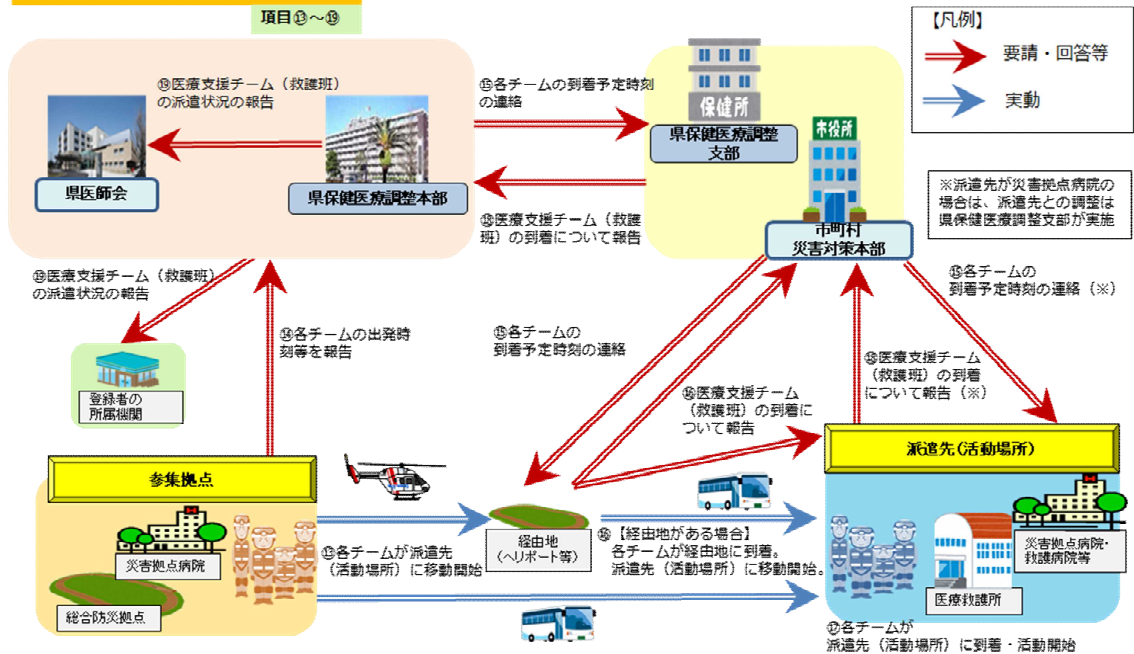 項目⑬～⑲
【凡例】
要請・回答等
実動
⑲医療支援チーム（救護班）
の派遣状況の報告
⑮各チームの到着予定時刻
の連絡
保健所
県保健医療調整
支部
市役所
県医師会
県保健医療調整本部
※派遣先が災害拠点病院の
場合は、派遣先との調整は
県保健医療調整支部が実施
⑱医療支援チーム（救護
班）の到着について報告
市町村
災害対策本部
⑲医療支援チーム（救護班）
の派遣状況の報告
⑮各チームの
到着予定時刻の連絡（※）
⑭各チームの出発時
刻等を報告
⑮各チームの
到着予定時刻の連絡
⑱医療支援チーム
（救護班）の到着
について報告（※）
登録者の
所属機関
⑯医療支援チーム
（救護班）の到着に
ついて報告
参集拠点
派遣先（活動場所）
災害拠点病院
総合防災拠点
⑬各チームが派遣先
（活動場所）に移動開始
経由地
（ヘリポート等）
⑯【経由地がある場合】
各チームが経由地に到着。
派遣先（活動場所）に移動開始。
災害拠点病院・
救護病院等
医療救護所
⑰各チームが
派遣先（活動場所）に到着・活動開始